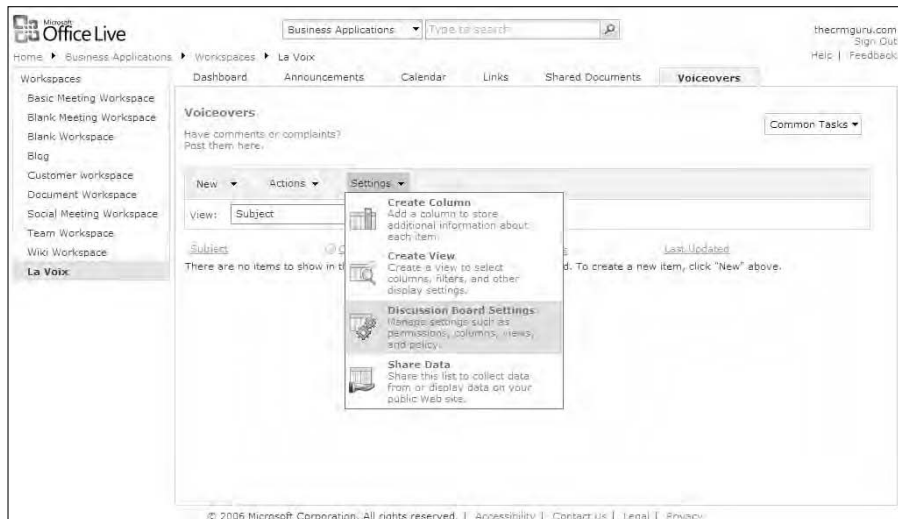 Microsoft
Office Live
Business Applications
Type to search
thecrmguru.com
Sign Out
Help | Feedback
Home Business Applications Workspaces La Voix
Workspaces
Basic Meeting Workspace
Blank Meeting Workspace
Blank Workspace
Blog
Customer workspace
Document Workspace
Social Meeting Workspace
Team Workspace
Wiki Workspace
La Voix
Dashboard Announcements Calendar Links Shared Documents Voiceovers
Voiceovers
Have comments or complaints?
Post them here.
Common Tasks
New Actions Settings
View: Subject
Subject Last Updated
There are no items to show in d. To create a new item, click "New" above.
Create Column
Add a column to store
additional information about
each item.
Create View
Create a view to select
columns, filters, and other
display settings.
Discussion Board Settings
Manage settings such as
permissions, columns, views,
and policy.
Share Data
Share this list to collect data
from or display data on your
public Web site.
© 2006 Microsoft Corporation. All rights reserved. | Accessibility | Contact Us | Legal | Privacy